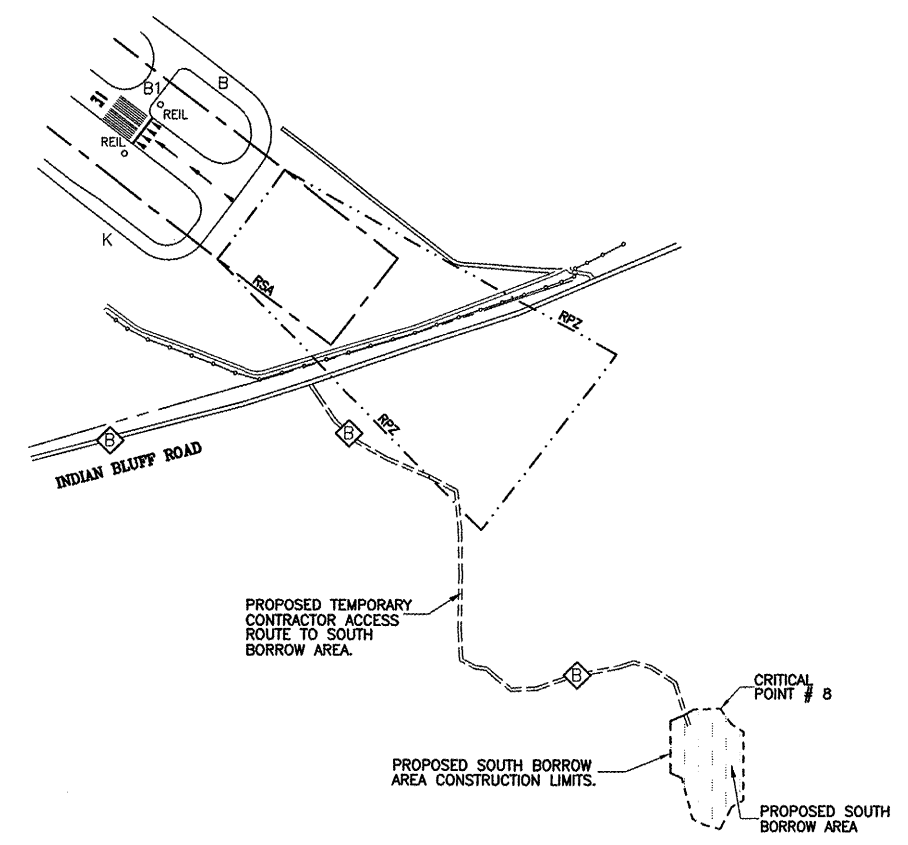 B
B1
31
REIL
REIL
K
RSA
RPZ
RPZ
B
B
INDIAN BLUFF ROAD
PROPOSED TEMPORARY
CONTRACTOR ACCESS
ROUTE TO SOUTH
BORROW AREA.
B
CRITICAL
POINT # 8
PROPOSED SOUTH BORROW
AREA CONSTRUCTION LIMITS.
PROPOSED SOUTH
BORROW AREA